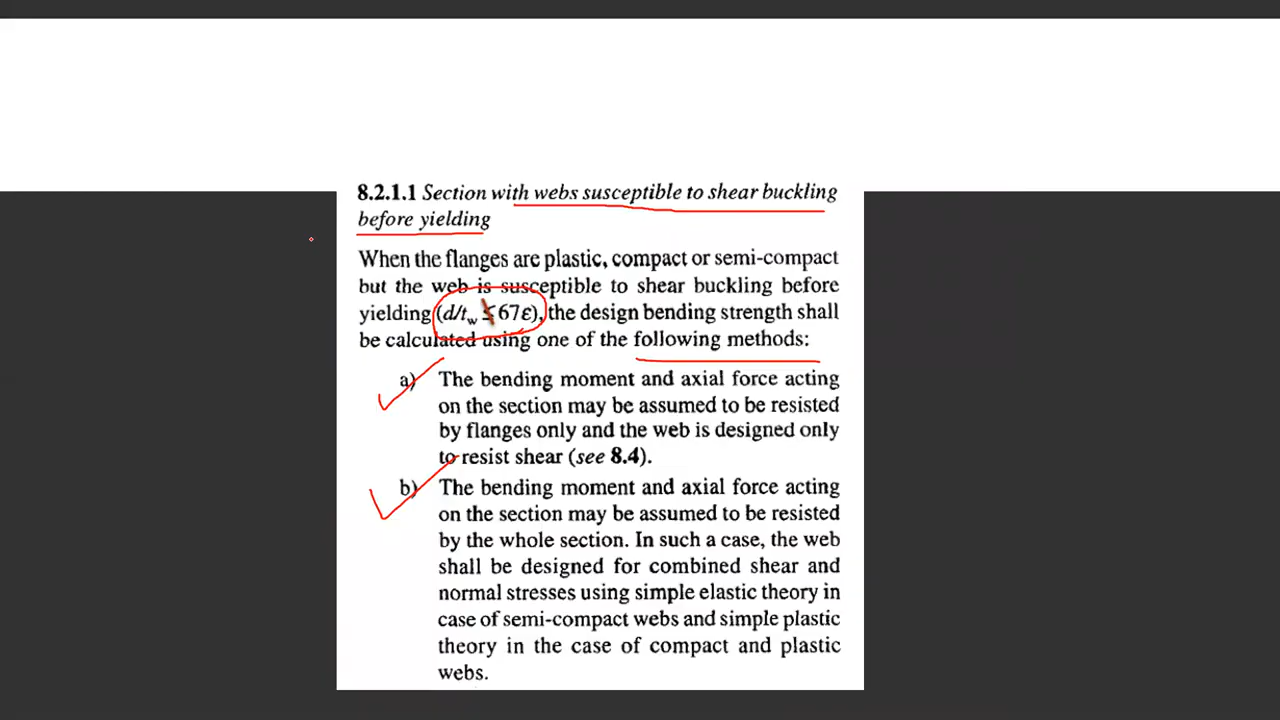 8.2.1.1 Section with webs susceptible to shear buckling
before yielding
When the flanges are plastic, compact or semi-compact
but the web is susceptible to shear buckling before
yielding (d/tw ≤ 67ε), the design bending strength shall
be calculated using one of the following methods:
a) The bending moment and axial force acting
on the section may be assumed to be resisted
by flanges only and the web is designed only
to resist shear (see 8.4).
b) The bending moment and axial force acting
on the section may be assumed to be resisted
by the whole section. In such a case, the web
shall be designed for combined shear and
normal stresses using simple elastic theory in
case of semi-compact webs and simple plastic
theory in the case of compact and plastic
webs.